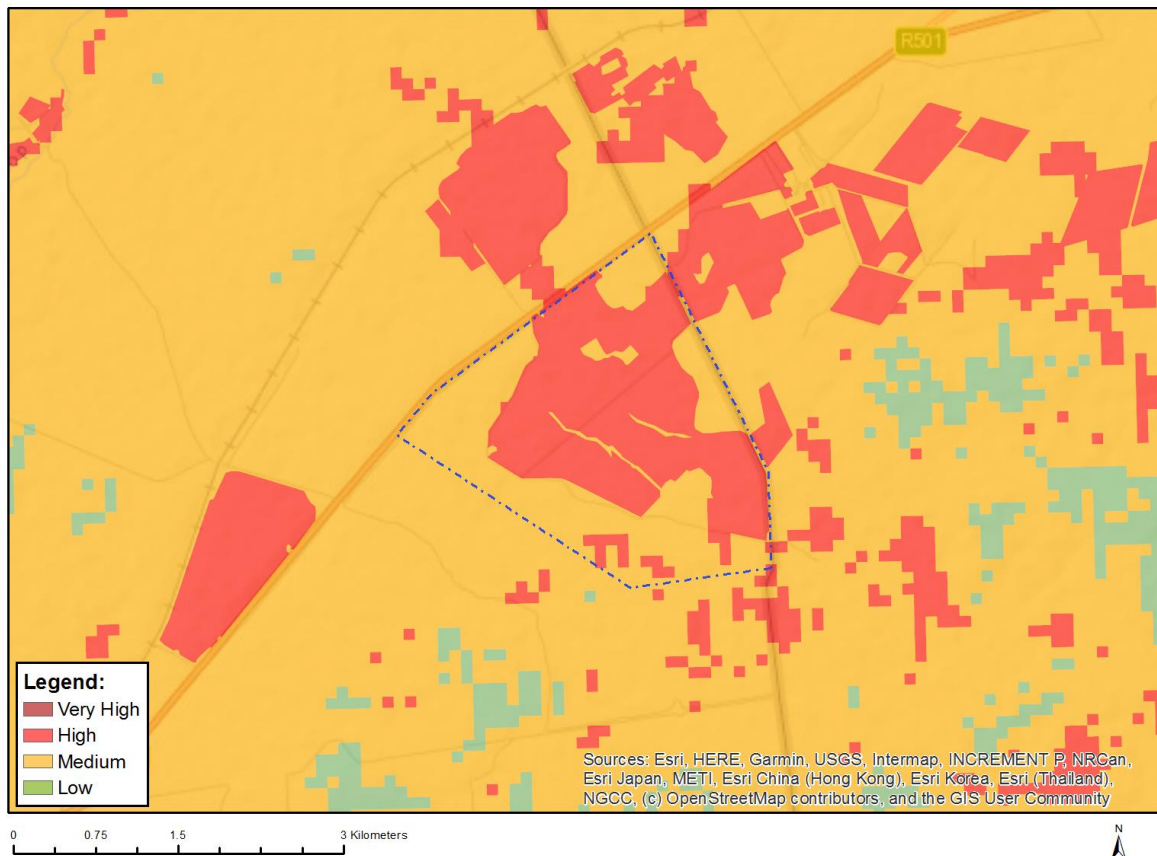 R501
Legend:
Very High
High
Medium
Low
Sources: Esri, HERE, Garmin, USGS, Intermap, INCREMENT P, NRCan,
Esri Japan, METI, Esri China (Hong Kong), Esri Korea, Esri (Thailand),
NGCC, (c) OpenStreetMap contributors, and the GIS User Community
0 0.75 1.5 3 Kilometers
N